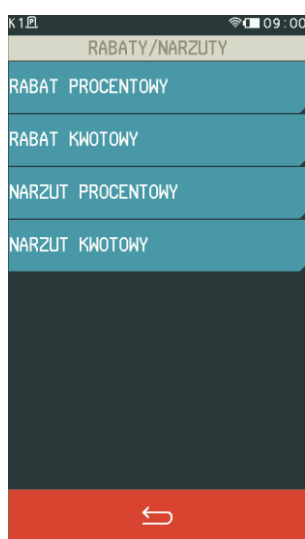 K1 09:00
RABATY/NARZUTY
RABAT PROCENTOWY
RABAT KWOTOWY
NARZUT PROCENTOWY
NARZUT KWOTOWY